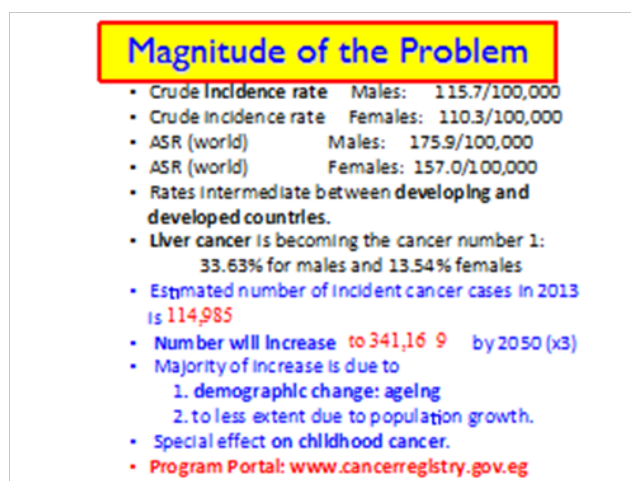 Magnitude of the Problem
• Crude Incidence rate Males: 115.7/100,000
• Crude incidence rate Females: 110.3/100,000
• ASR (world) Males: 175.9/100,000
• ASR (world) Females: 157.0/100,000
• Rates intermediate between developing and
developed countries.
• Liver cancer is becoming the cancer number 1:
33.63% for males and 13.54% females
• Estimated number of incident cancer cases in 2013
is 114,985
• Number will increase to 341,16 9 by 2050 (x3)
• Majority of increase is due to
1. demographic change: ageing
2. to less extent due to population growth.
• Special effect on childhood cancer.
• Program Portal: www.cancerregistry.gov.eg